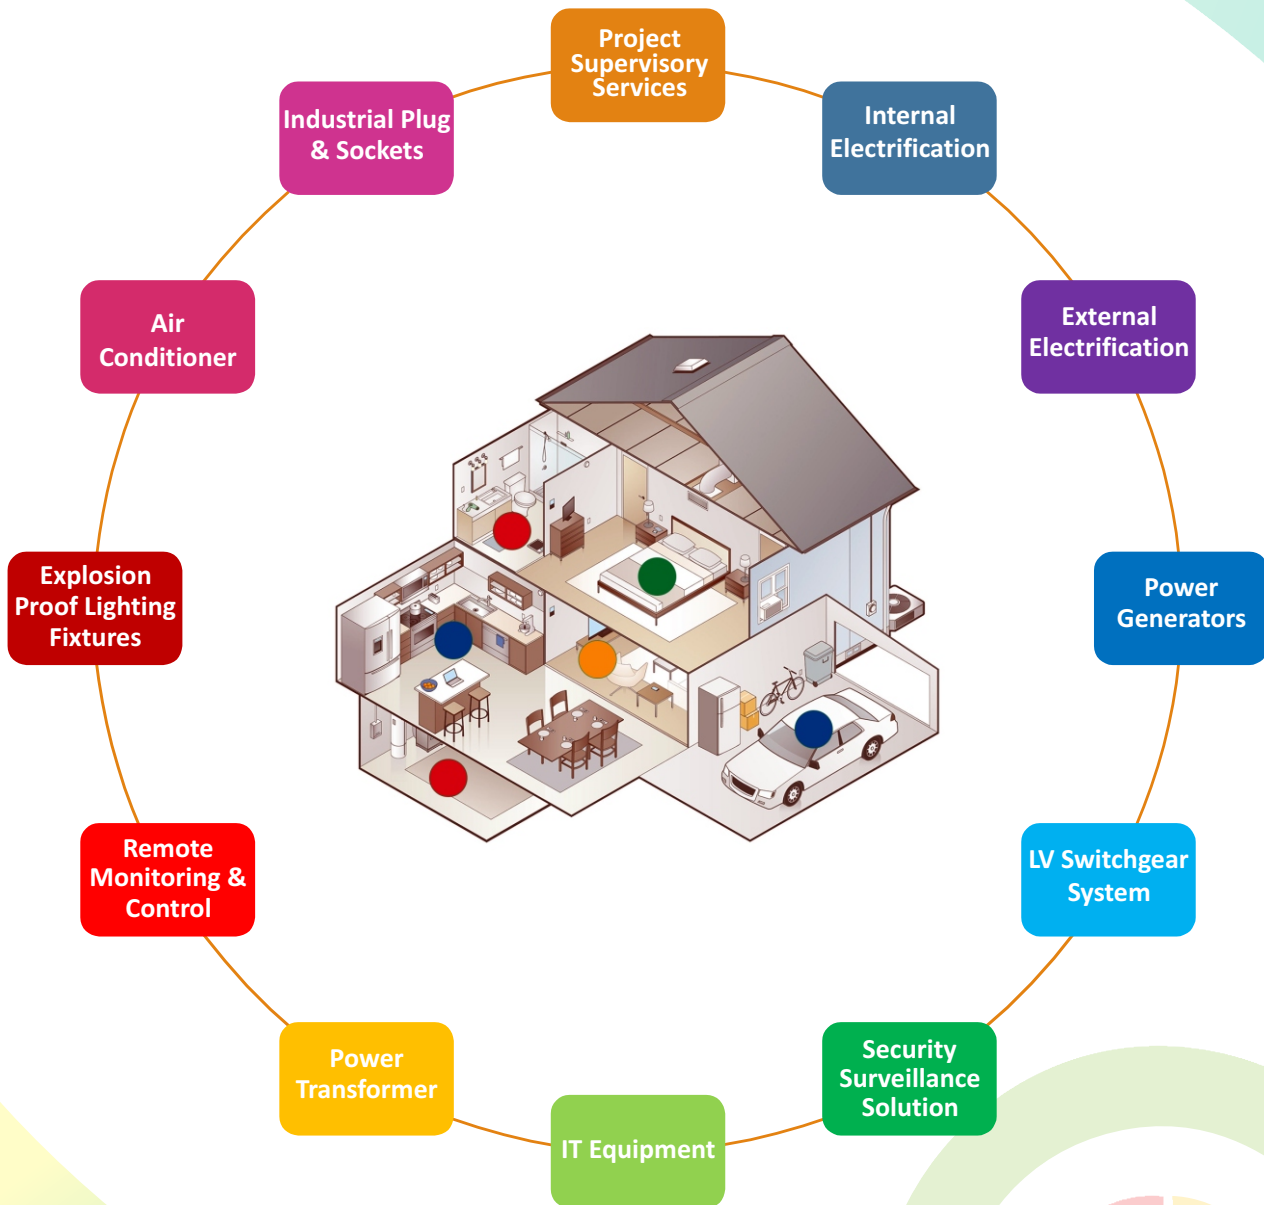 Project
Supervisory
Services
Internal
Electrification
External
Electrification
Power
Generators
LV Switchgear
System
Security
Surveillance
Solution
IT Equipment
Power
Transformer
Remote
Monitoring &
Control
Explosion
Proof Lighting
Fixtures
Air
Conditioner
Industrial Plug
& Sockets